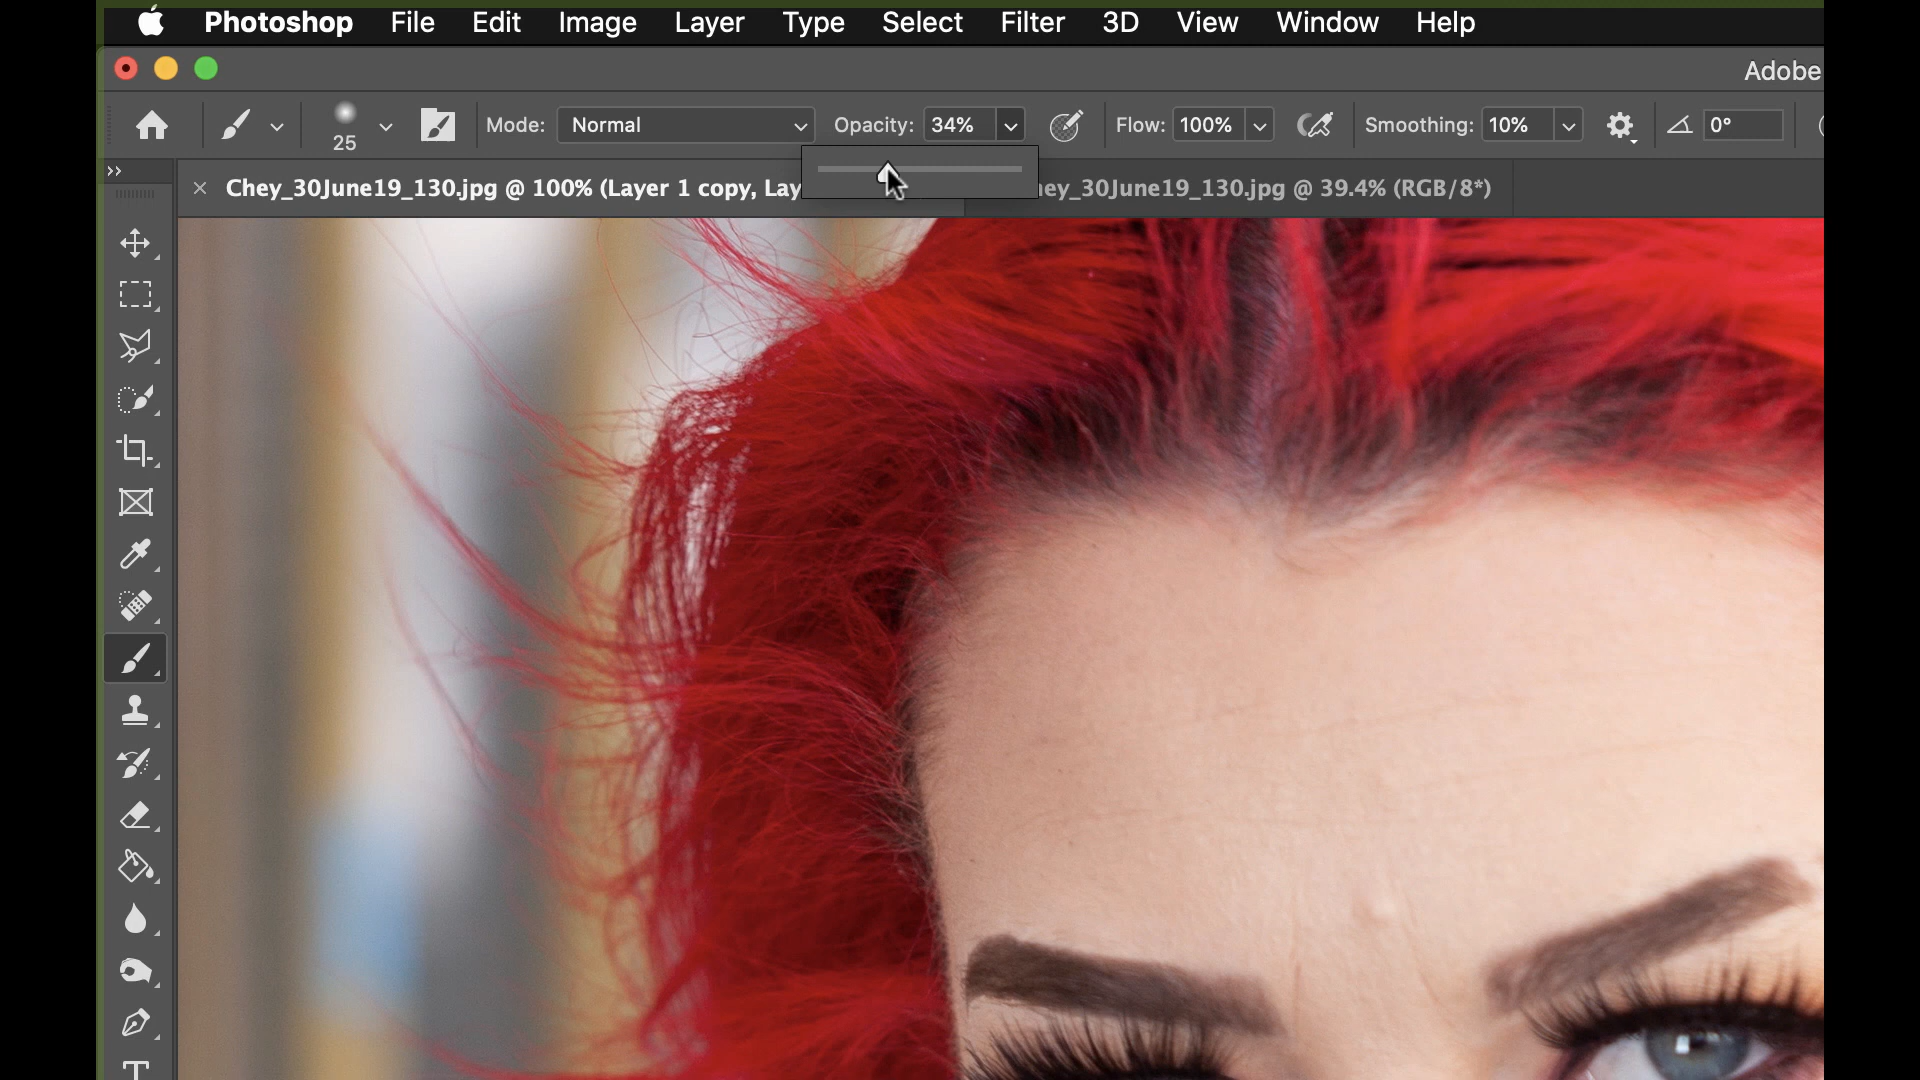 Photoshop File Edit Image Layer Type Select Filter 3D View Window Help
Adobe
25 Mode: Normal Opacity: 34% Flow: 100% Smoothing: 10% 0°
Chey_30June19_130.jpg @ 100% (Layer 1 copy, Lay ey_30June19_130.jpg @ 39.4% (RGB/8*)